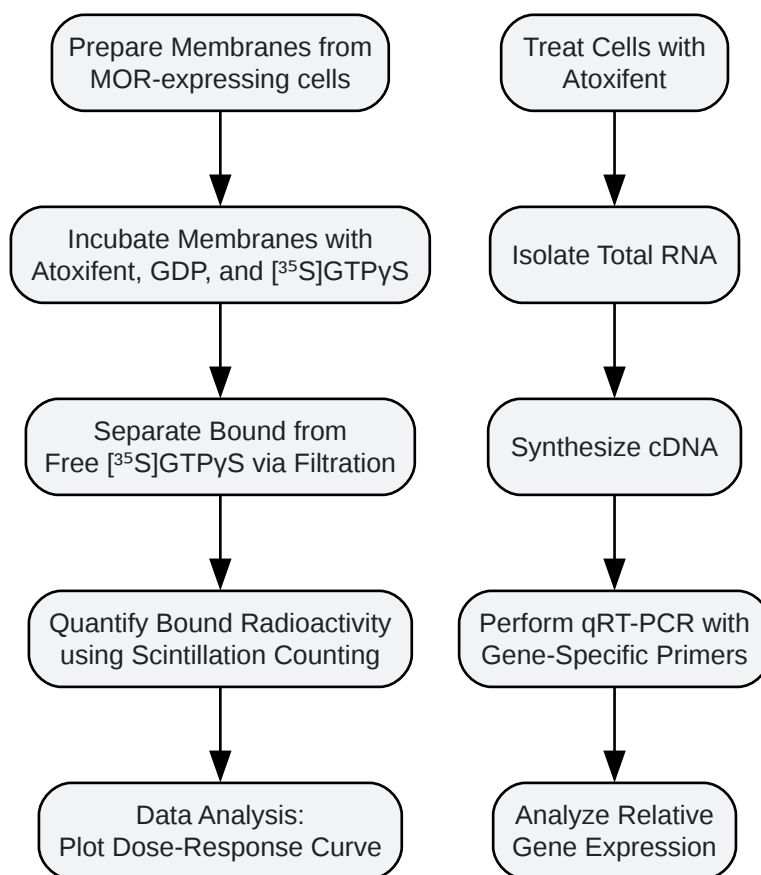 Prepare Membranes from
MOR-expressing cells
Incubate Membranes with
Atoxifent, GDP, and [³⁵S]GTPγS
Separate Bound from
Free [³⁵S]GTPγS via Filtration
Quantify Bound Radioactivity
using Scintillation Counting
Data Analysis:
Plot Dose-Response Curve
Treat Cells with
Atoxifent
Isolate Total RNA
Synthesize cDNA
Perform qRT-PCR with
Gene-Specific Primers
Analyze Relative
Gene Expression